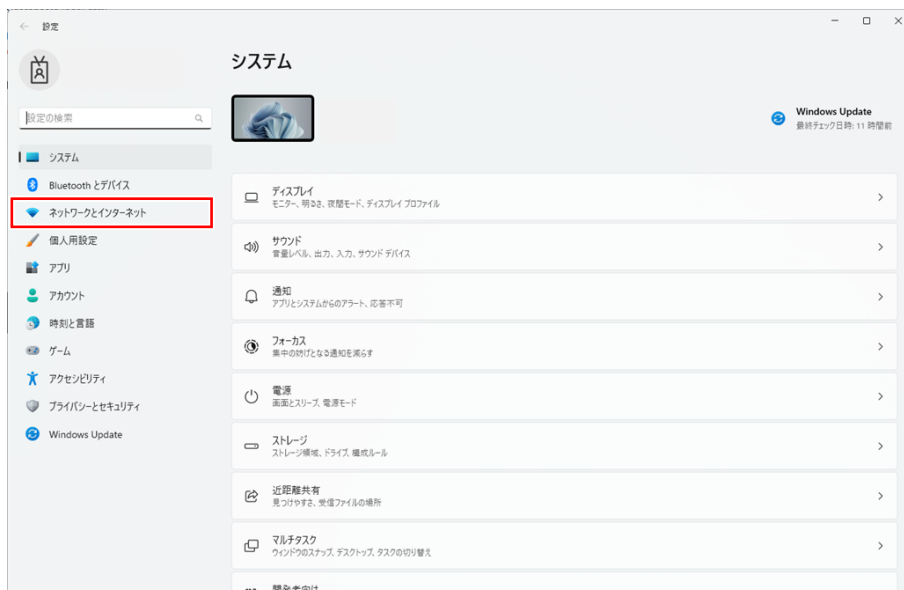 設定
システム
設定の検索
Windows Update
最終チェック日時: 11 時間前
システム
Bluetooth とデバイス
ネットワークとインターネット
個人用設定
アプリ
アカウント
時刻と言語
ゲーム
アクセシビリティ
プライバシーとセキュリティ
Windows Update
ディスプレイ
モニター、明るさ、夜間モード、ディスプレイ プロファイル
サウンド
音量レベル、出力、入力、サウンド デバイス
通知
アプリとシステムからのアラート、応答不可
フォーカス
集中の妨げとなる通知を減らす
電源
画面とスリープ、電源モード
ストレージ
ストレージ領域、ドライブ、構成ルール
近距離共有
見つけやすさ、受信ファイルの場所
マルチタスク
ウィンドウのスナップ、デスクトップ、タスクの切り替え
開発者向け